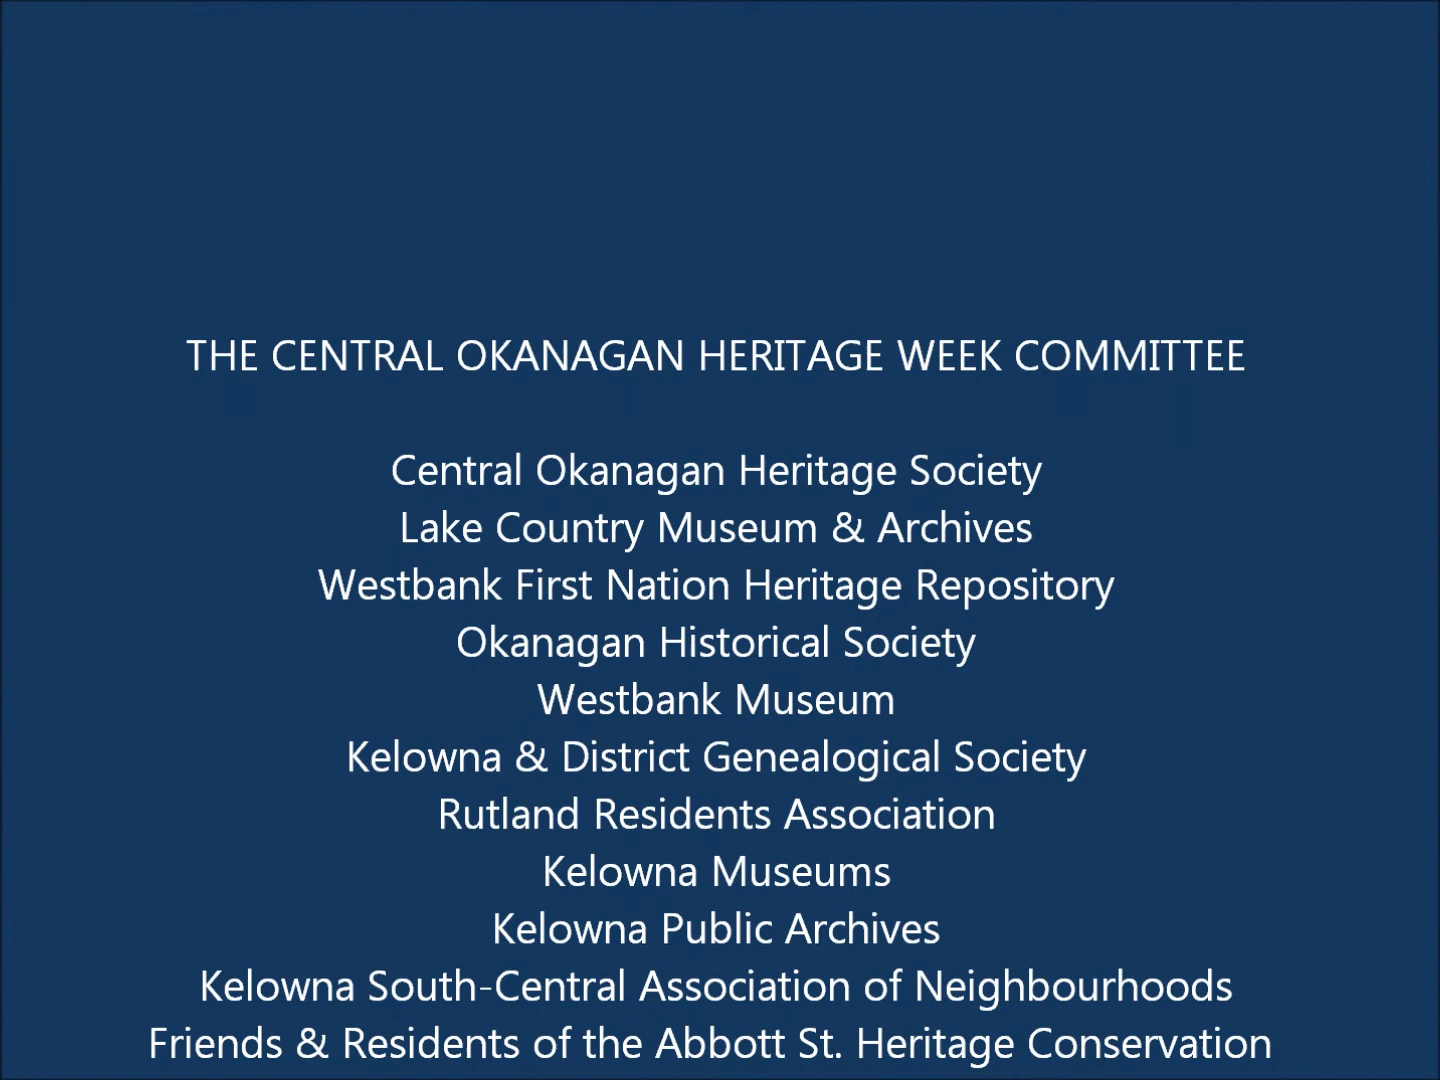 THE CENTRAL OKANAGAN HERITAGE WEEK COMMITTEE
Central Okanagan Heritage Society
Lake Country Museum & Archives
Westbank First Nation Heritage Repository
Okanagan Historical Society
Westbank Museum
Kelowna & District Genealogical Society
Rutland Residents Association
Kelowna Museums
Kelowna Public Archives
Kelowna South-Central Association of Neighbourhoods
Friends & Residents of the Abbott St. Heritage Conservation